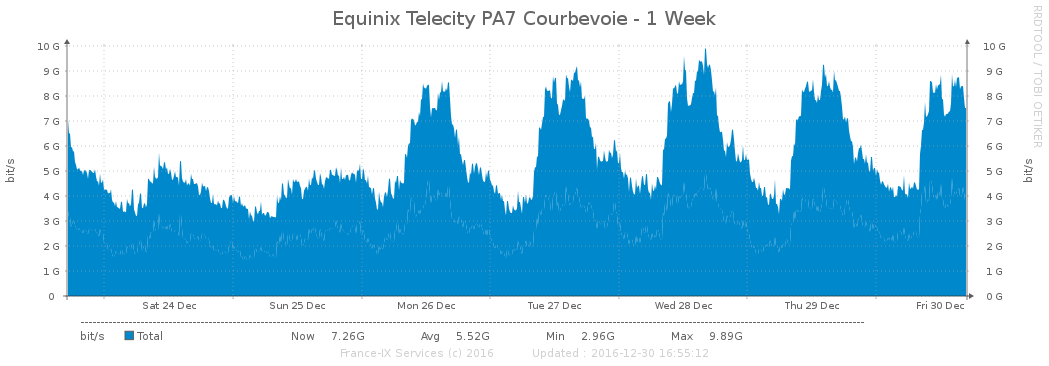 Equinix Telecity PA7 Courbevoie - 1 Week
RRDTOOL / TOBI OETIKER
bit/s
10 G 10 G
9 G 9 G
8 G 8 G
7 G 7 G
6 G 6 G
5 G 5 G
4 G 4 G
3 G 3 G
2 G 2 G
1 G 1 G
0 0 G
bit/s
Sat 24 Dec Sun 25 Dec Mon 26 Dec Tue 27 Dec Wed 28 Dec Thu 29 Dec Fri 30 Dec
bit/s Total Now 7.26G Avg 5.52G Min 2.96G Max 9.89G
France-IX Services (c) 2016 Updated : 2016-12-30 16:55:12